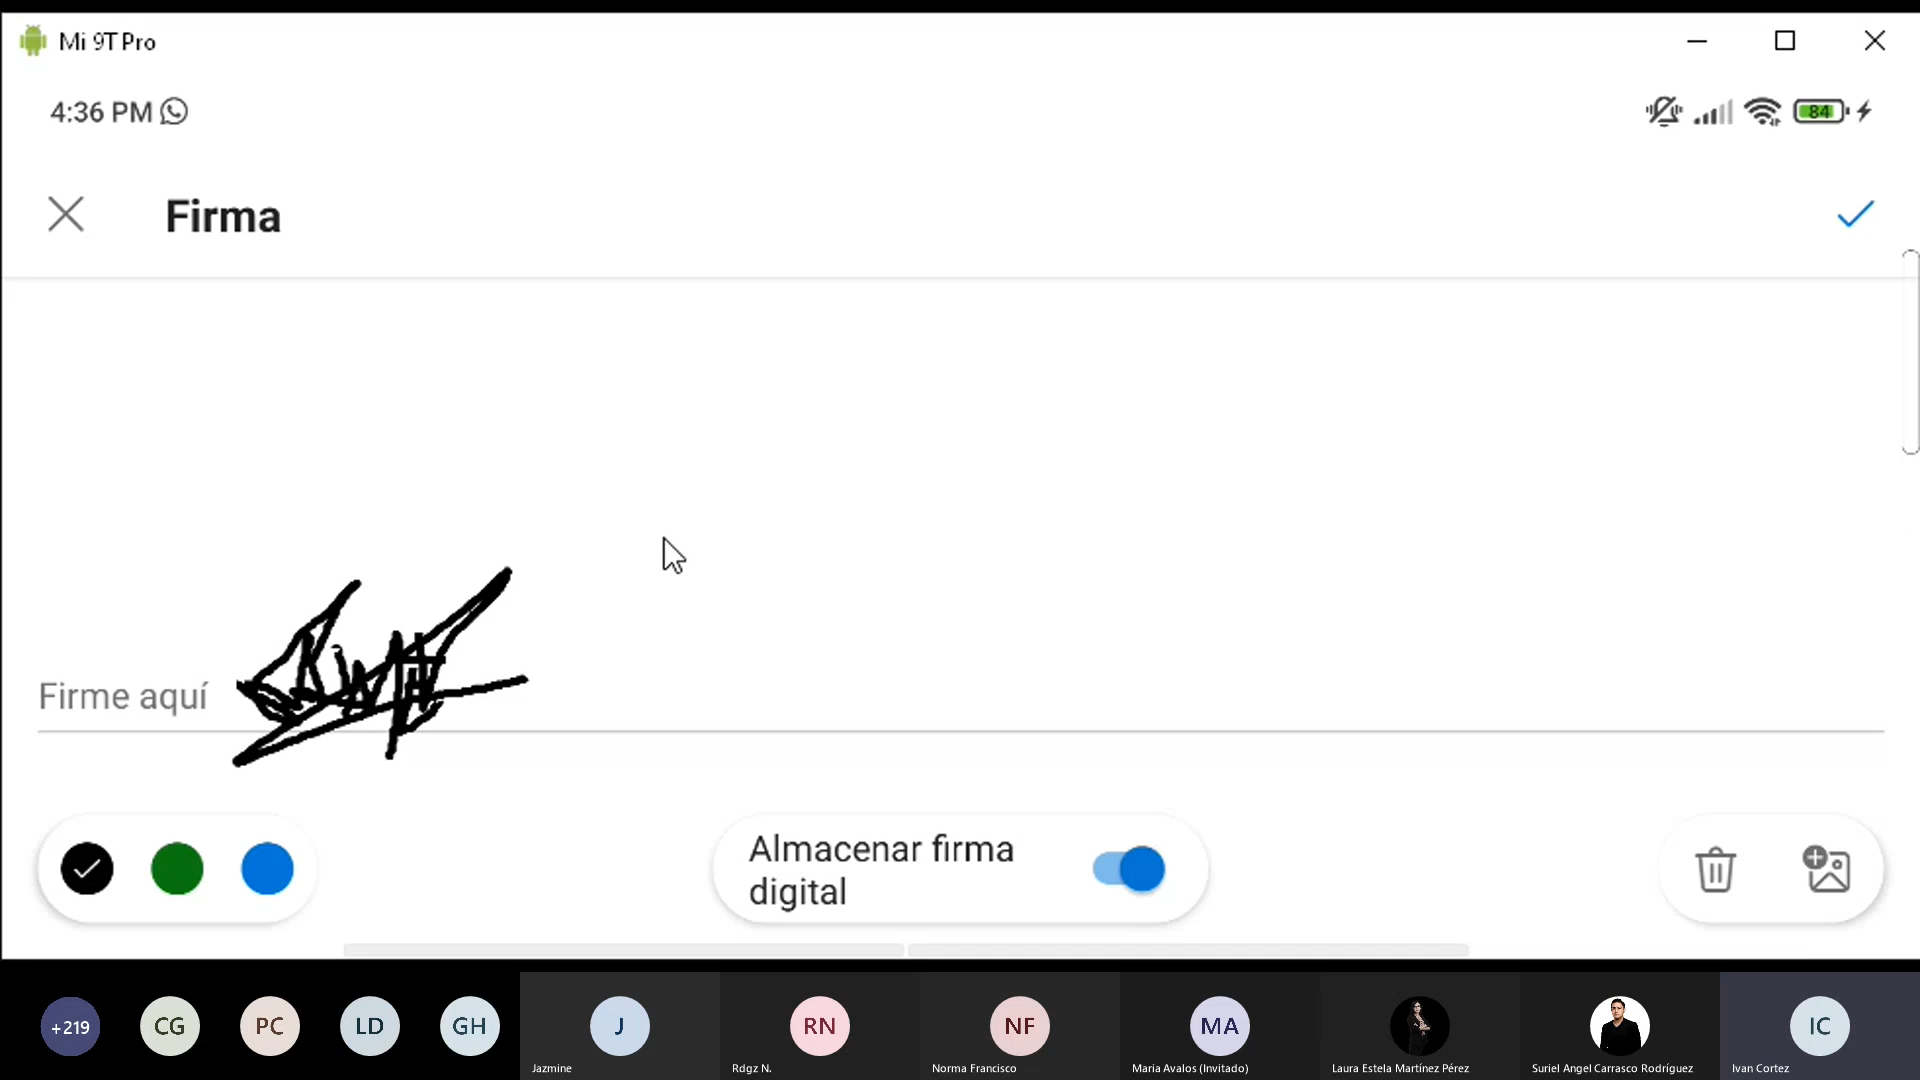 Mi 9T Pro
4:36 PM
84
Firma
Firme aquí
Almacenar firma
digital
+219
CG
PC
LD
GH
J
RN
NF
MA
IC
Jazmine
Rdgz N.
Norma Francisco
Maria Avalos (Invitado)
Laura Estela Martínez Pérez
Suriel Angel Carrasco Rodríguez
Ivan Cortez